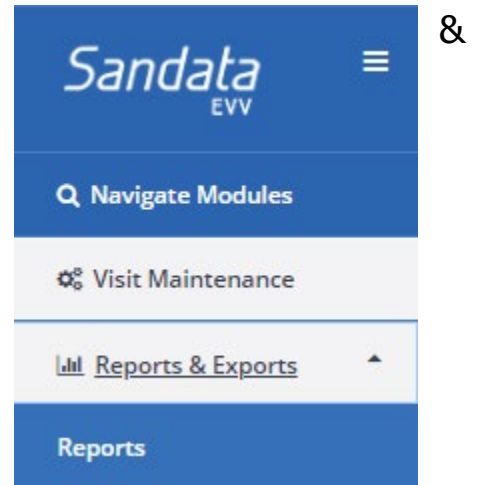 &
Sandata
EVV
Navigate Modules
Visit Maintenance
Reports & Exports
Reports